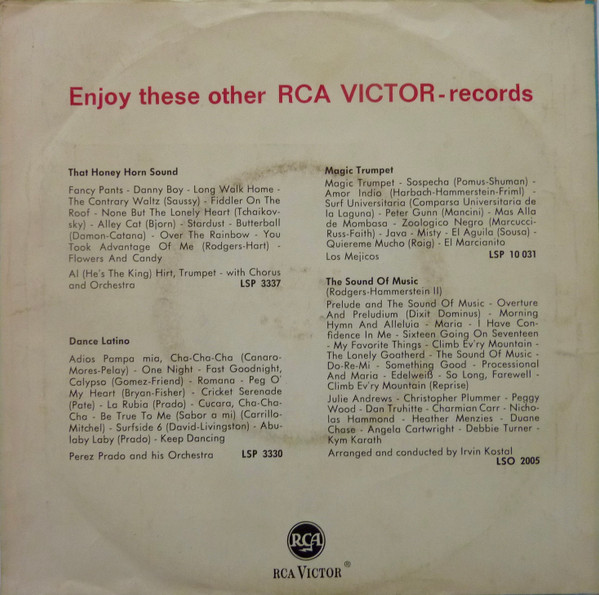 Enjoy these other RCA VICTOR-records
That Honey Horn Sound
Fancy Pants - Danny Boy - Long Walk Home -
The Contrary Waltz (Saussy) - Fiddler On The
Roof - None But The Lonely Heart (Tchaikov-
sky) - Alley Cat (Bjorn) - Stardust - Butterball
(Damon-Catana) - Over The Rainbow - You
Took Advantage Of Me (Rodgers-Hart) -
Flowers And Candy
Al (He's The King) Hirt, Trumpet - with Chorus
and Orchestra LSP 3337
Dance Latino
Adios Pampa mia, Cha-Cha-Cha (Canaro-
Mores-Pelay) - One Night - Fast Goodnight,
Calypso (Gomez-Friend) - Romana - Peg O'
My Heart (Bryan-Fisher) - Cricket Serenade
(Pate) - La Rubia (Prado) - Cucara, Cha-Cha-
Cha - Be True To Me (Sabor a mi) (Carrillo-
Mitchel) - Surfside 6 (David-Livingston) - Abu-
laby Laby (Prado) - Keep Dancing
Perez Prado and his Orchestra LSP 3330
Magic Trumpet
Magic Trumpet - Sospecha (Pomus-Shuman) -
Amor Indio (Harbach-Hammerstein-Friml) -
Surf Universitaria (Comparsa Universitaria de
la Laguna) - Peter Gunn (Mancini) - Mas Alla
de Mombasa - Zoologico Negro (Marcucci-
Russ-Faith) - Java - Misty - El Aguila (Sousa) -
Quiereme Mucho (Roig) - El Marcianito
Los Mejicos LSP 10 031
The Sound Of Music
(Rodgers-Hammerstein II)
Prelude and The Sound Of Music - Overture
And Preludium (Dixit Dominus) - Morning
Hymn And Alleluia - Maria - I Have Con-
fidence In Me - Sixteen Going On Seventeen
- My Favorite Things - Climb Ev'ry Mountain -
The Lonely Goatherd - The Sound Of Music -
Do-Re-Mi - Something Good - Processional
And Maria - Edelweiß - So Long, Farewell -
Climb Ev'ry Mountain (Reprise)
Julie Andrews - Christopher Plummer - Peggy
Wood - Dan Truhitte - Charmian Carr - Nicho-
las Hammond - Heather Menzies - Duane
Chase - Angela Cartwright - Debbie Turner -
Kym Karath
Arranged and conducted by Irvin Kostal
LSO 2005
RCA
RCA VICTOR ®